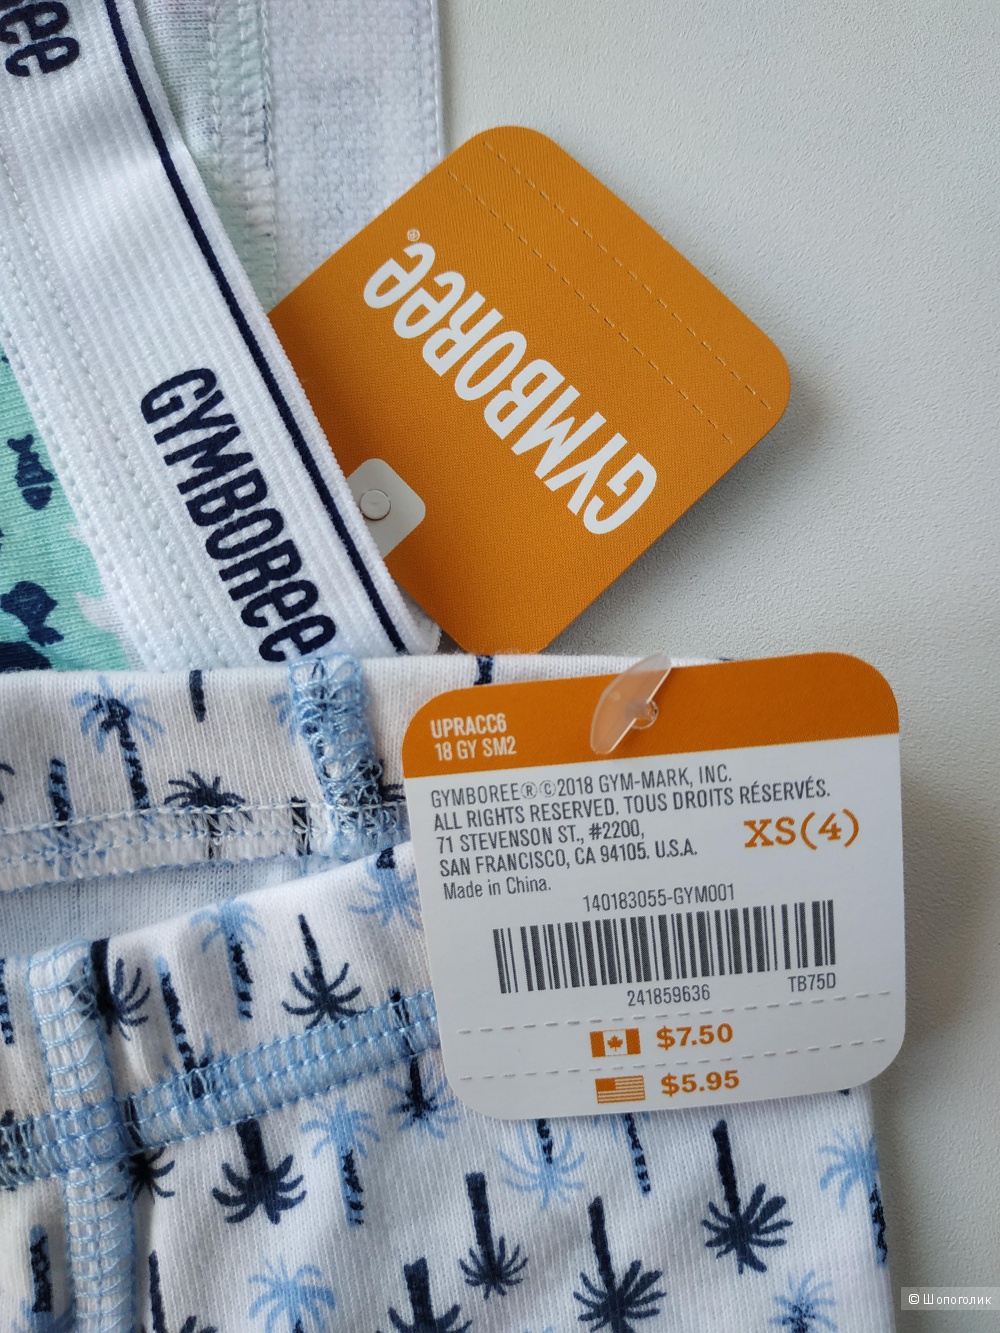 ee
GYMBOREE
GYMBOREE®
UPRACC6
18 GY SM2
GYMBOREE®©2018 GYM-MARK, INC.
ALL RIGHTS RESERVED. TOUS DROITS RÉSERVÉS.
71 STEVENSON ST., #2200,
SAN FRANCISCO, CA 94105. U.S.A.
XS(4)
Made in China.
140183055-GYM001
241859636
TB75D
$7.50
$5.95
© Шопоголик